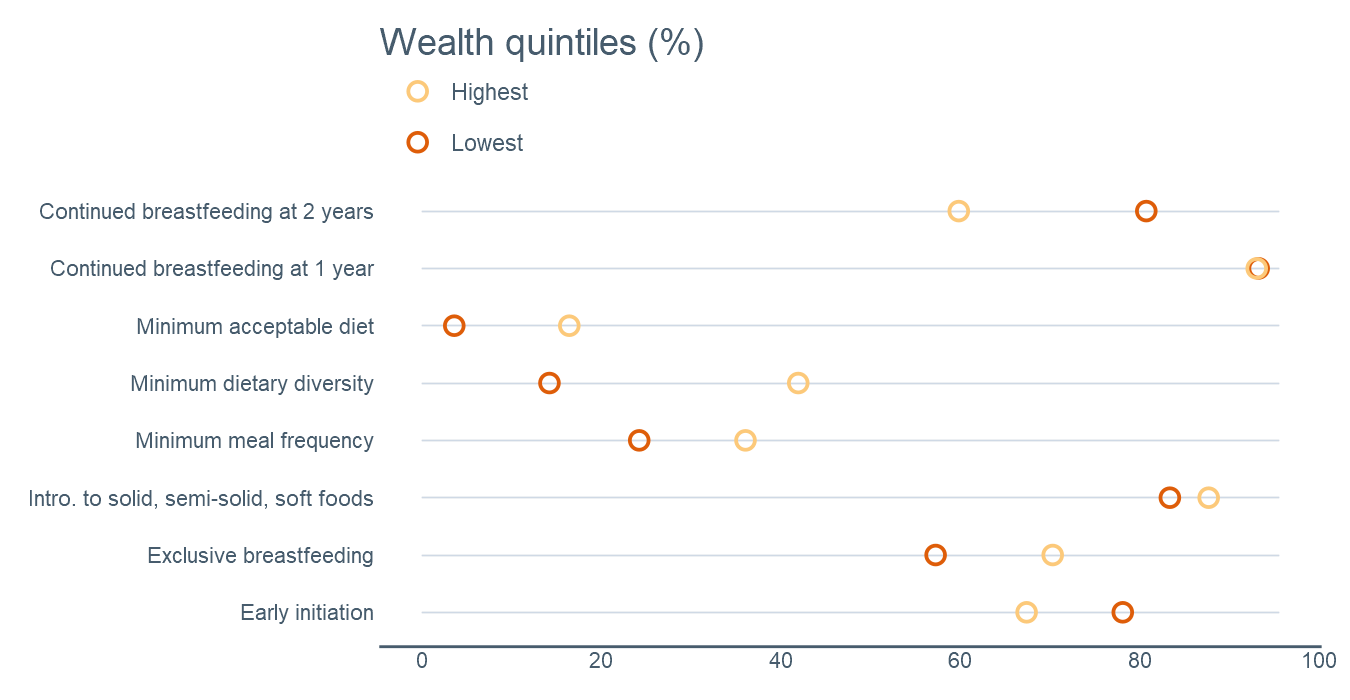 Wealth quintiles (%)
Highest
Lowest
Continued breastfeeding at 2 years
Continued breastfeeding at 1 year
Minimum acceptable diet
Minimum dietary diversity
Minimum meal frequency
Intro. to solid, semi-solid, soft foods
Exclusive breastfeeding
Early initiation
0 20 40 60 80 100